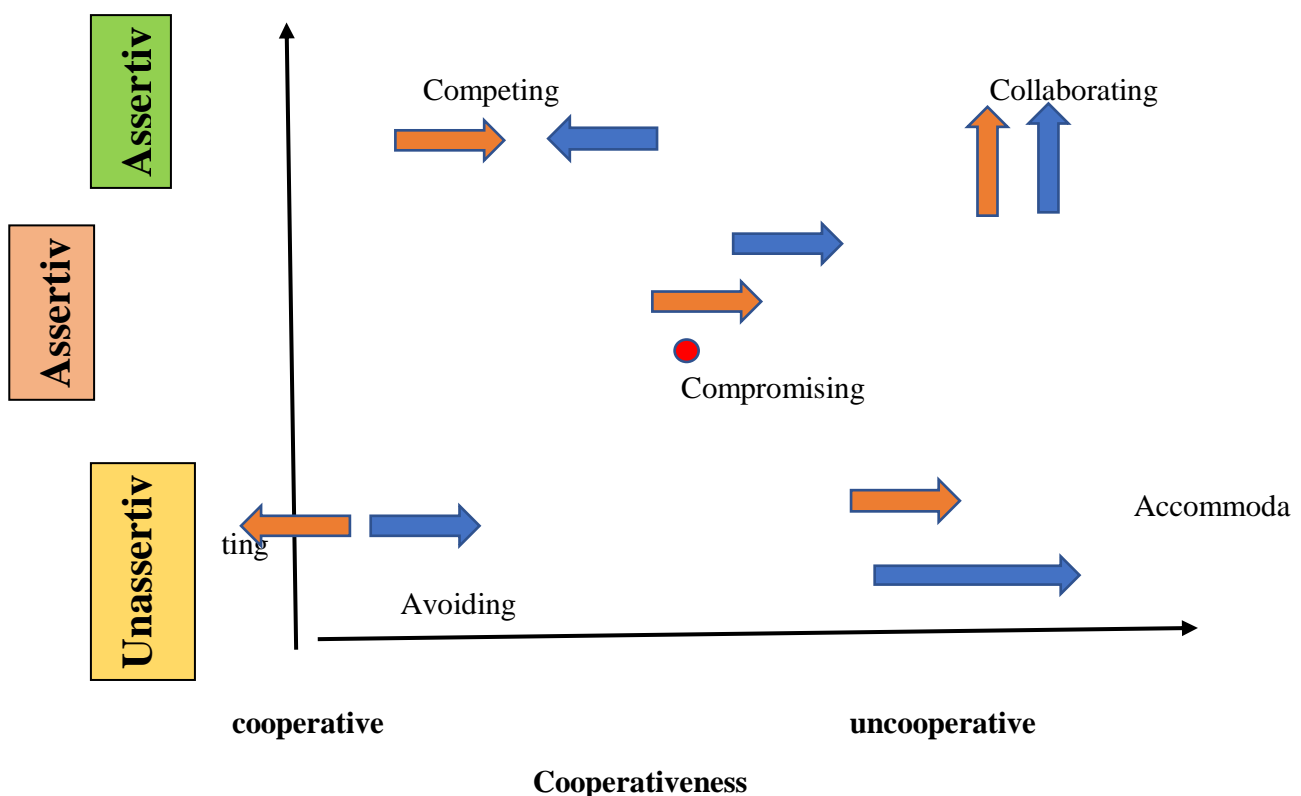 Assertiv
Competing
Collaborating
Assertiv
Compromising
Unassertiv
Accommoda
ting
Avoiding
cooperative
uncooperative
Cooperativeness